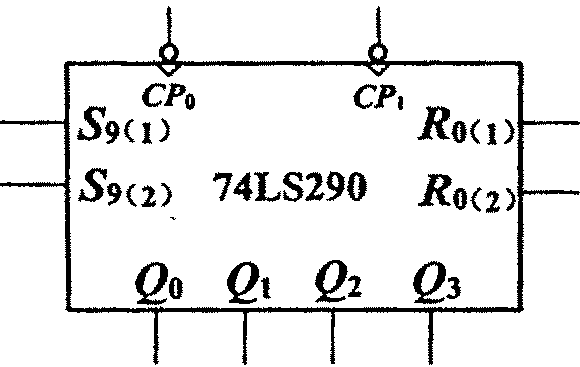 CP₀ CP₁
S₉₍₁₎ R₀₍₁₎
S₉₍₂₎ 74LS290 R₀₍₂₎
Q₀ Q₁ Q₂ Q₃